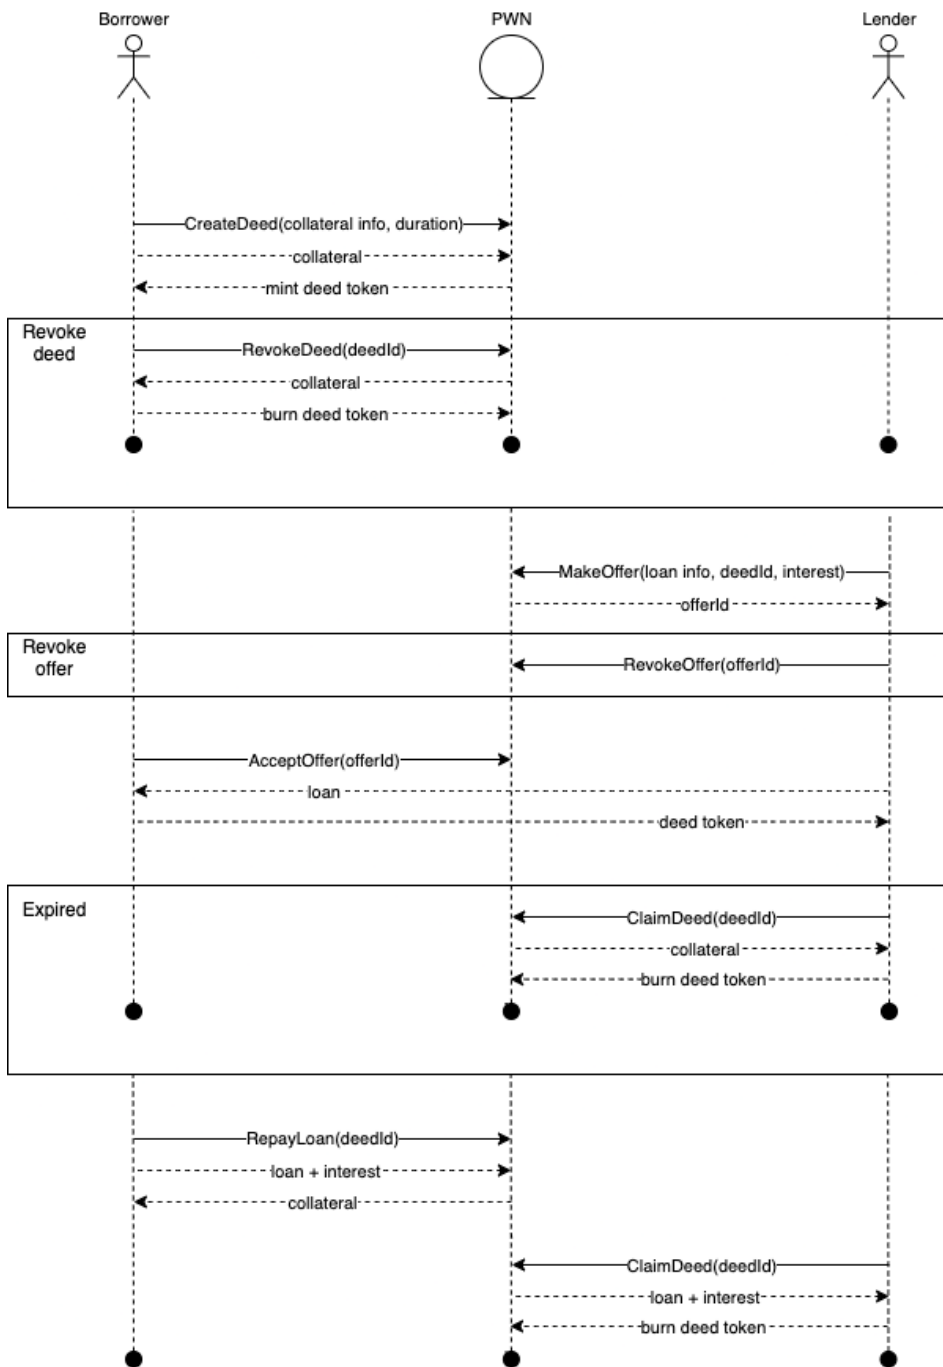 Borrower
PWN
Lender
CreateDeed(collateral info, duration)
collateral
mint deed token
Revoke
deed
RevokeDeed(deedId)
collateral
burn deed token
MakeOffer(loan info, deedId, interest)
offerId
Revoke
offer
RevokeOffer(offerId)
AcceptOffer(offerId)
loan
deed token
Expired
ClaimDeed(deedId)
collateral
burn deed token
RepayLoan(deedId)
loan + interest
collateral
ClaimDeed(deedId)
loan + interest
burn deed token